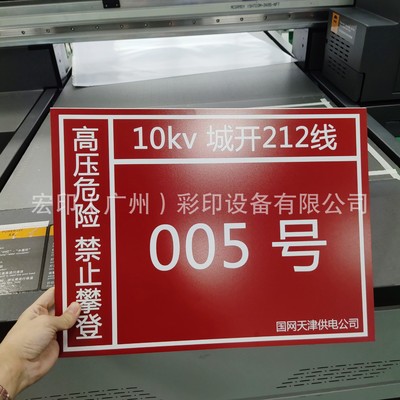 10kv 城开212线
高压危险 禁止攀登
宏印（广州）彩印设备有限公司
005 号
国网天津供电公司